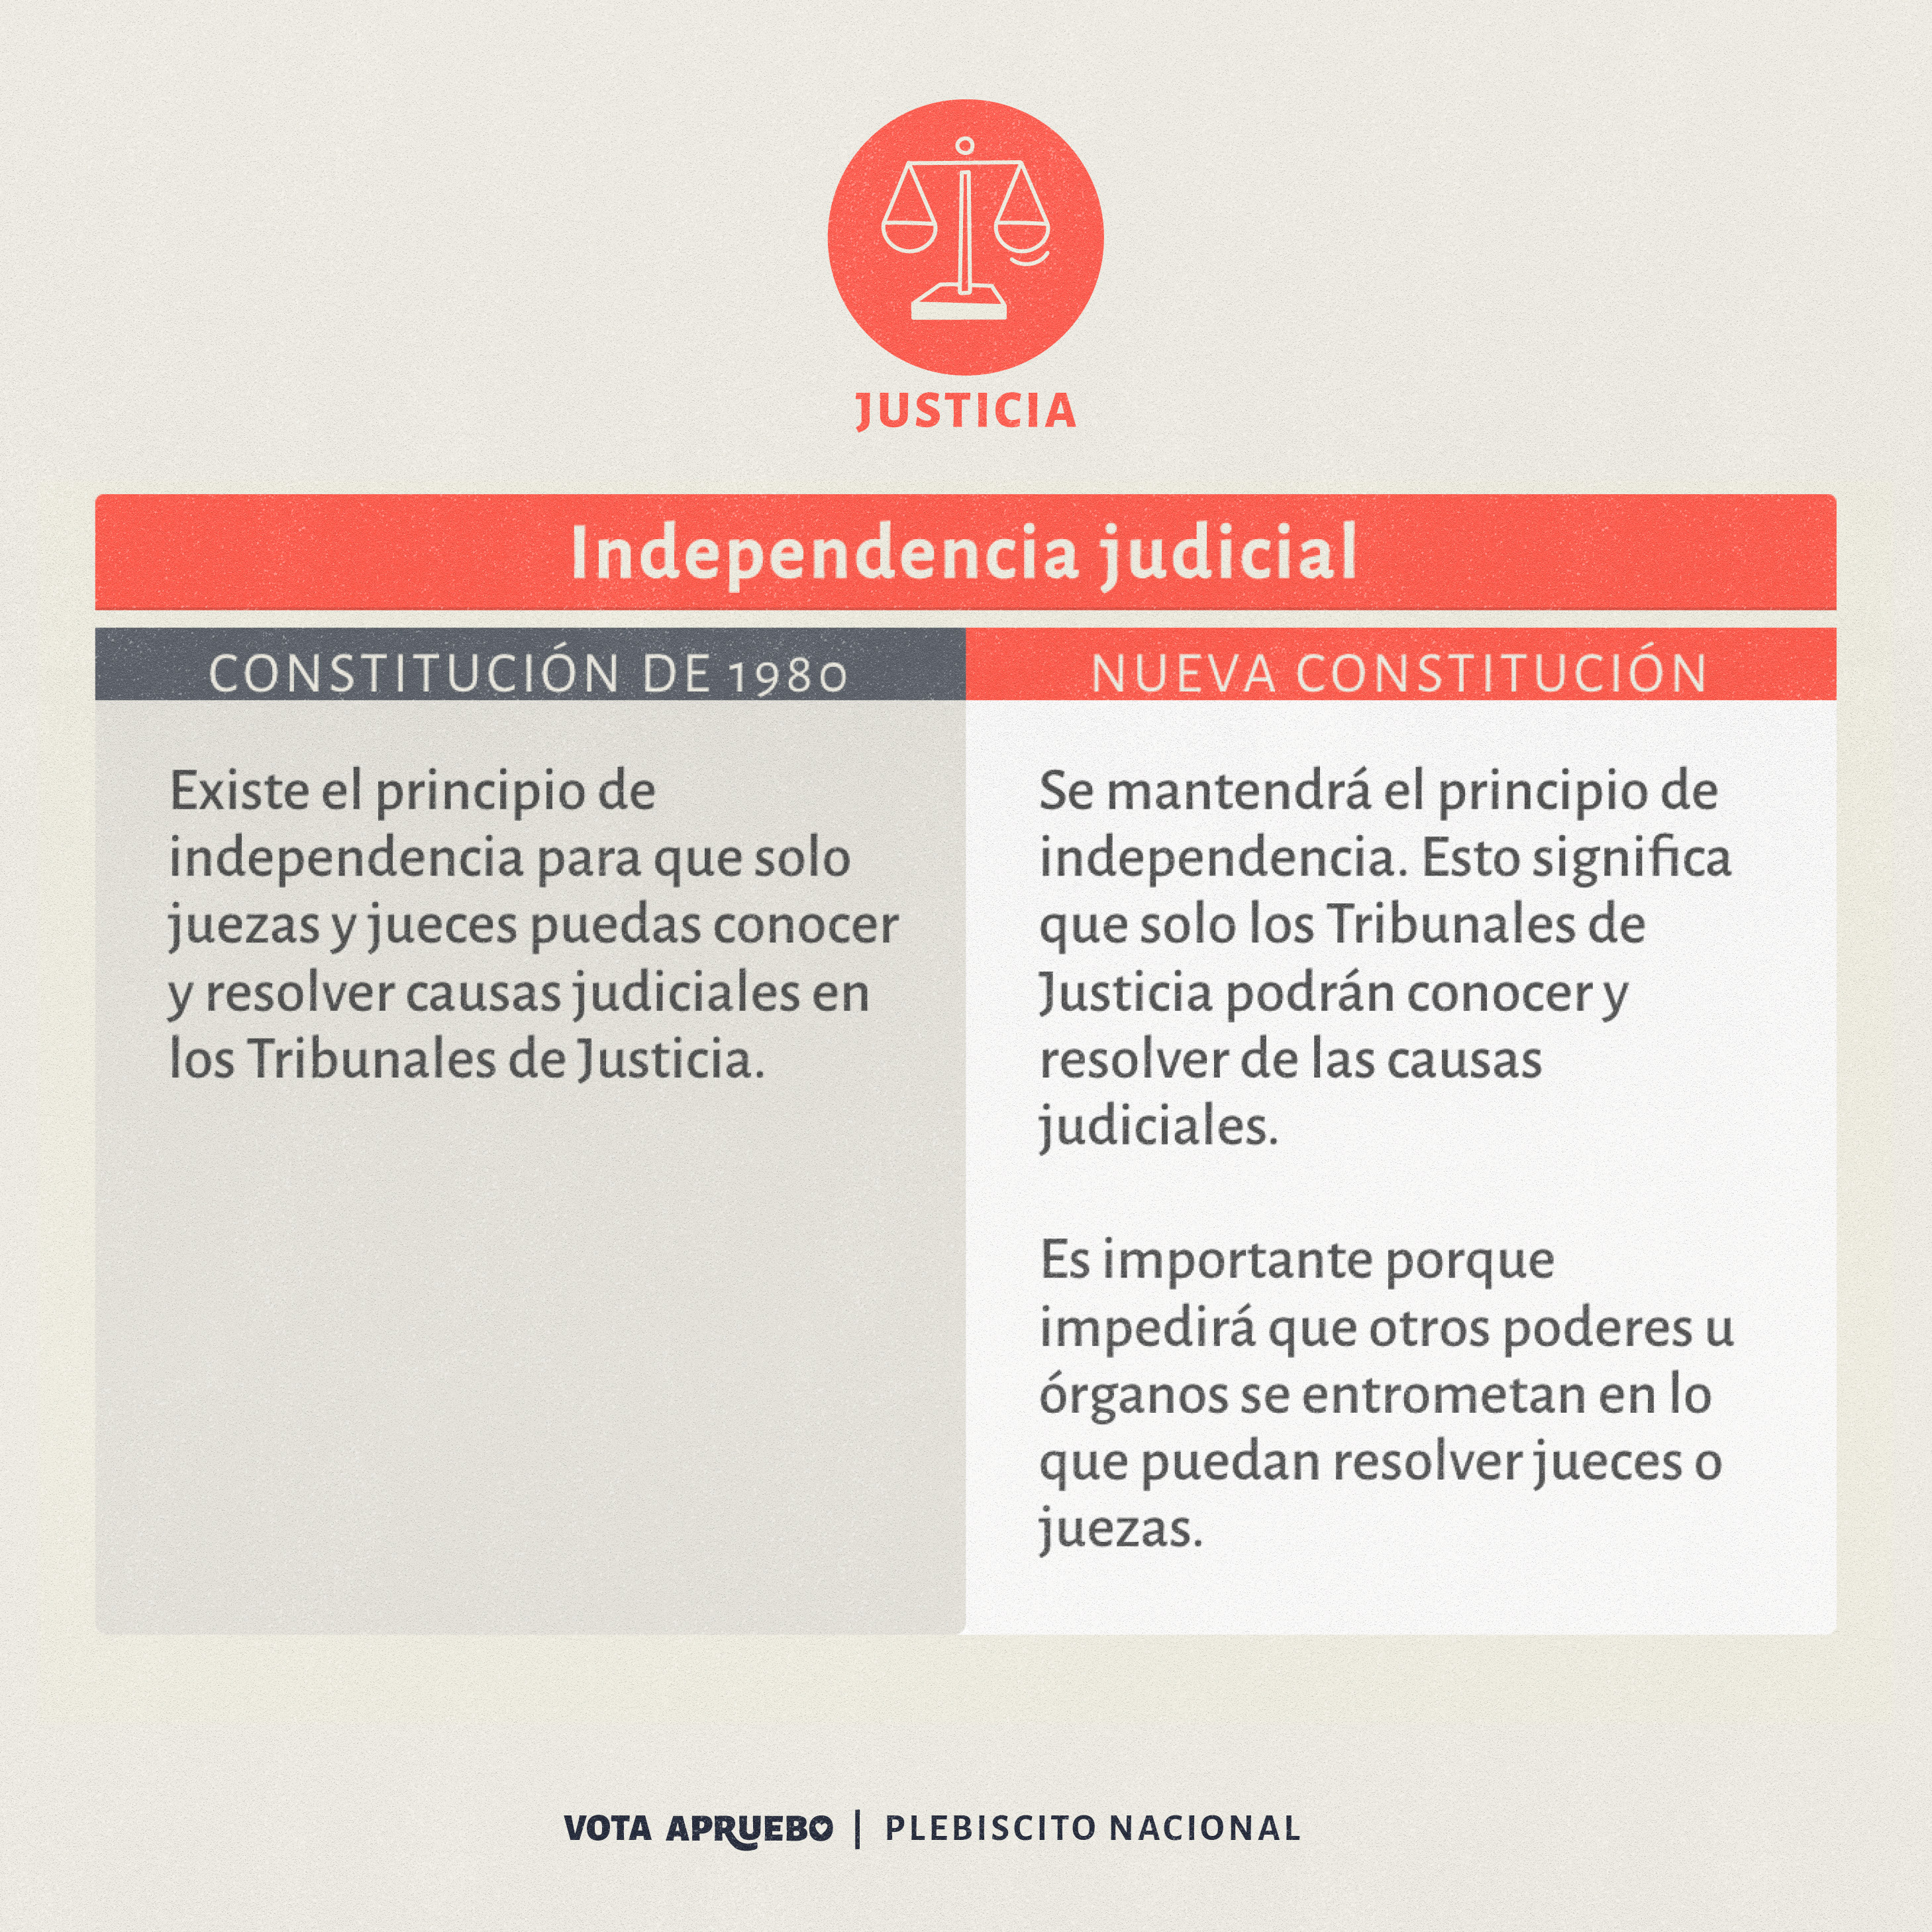 JUSTICIA
Independencia judicial
CONSTITUCIÓN DE 1980
Existe el principio de
independencia para que solo
juezas y jueces puedas conocer
y resolver causas judiciales en
los Tribunales de Justicia.
NUEVA CONSTITUCIÓN
Se mantendrá el principio de
independencia. Esto significa
que solo los Tribunales de
Justicia podrán conocer y
resolver de las causas
judiciales.
Es importante porque
impedirá que otros poderes u
órganos se entrometan en lo
que puedan resolver jueces o
juezas.
VOTA APRUEBO | PLEBISCITO NACIONAL